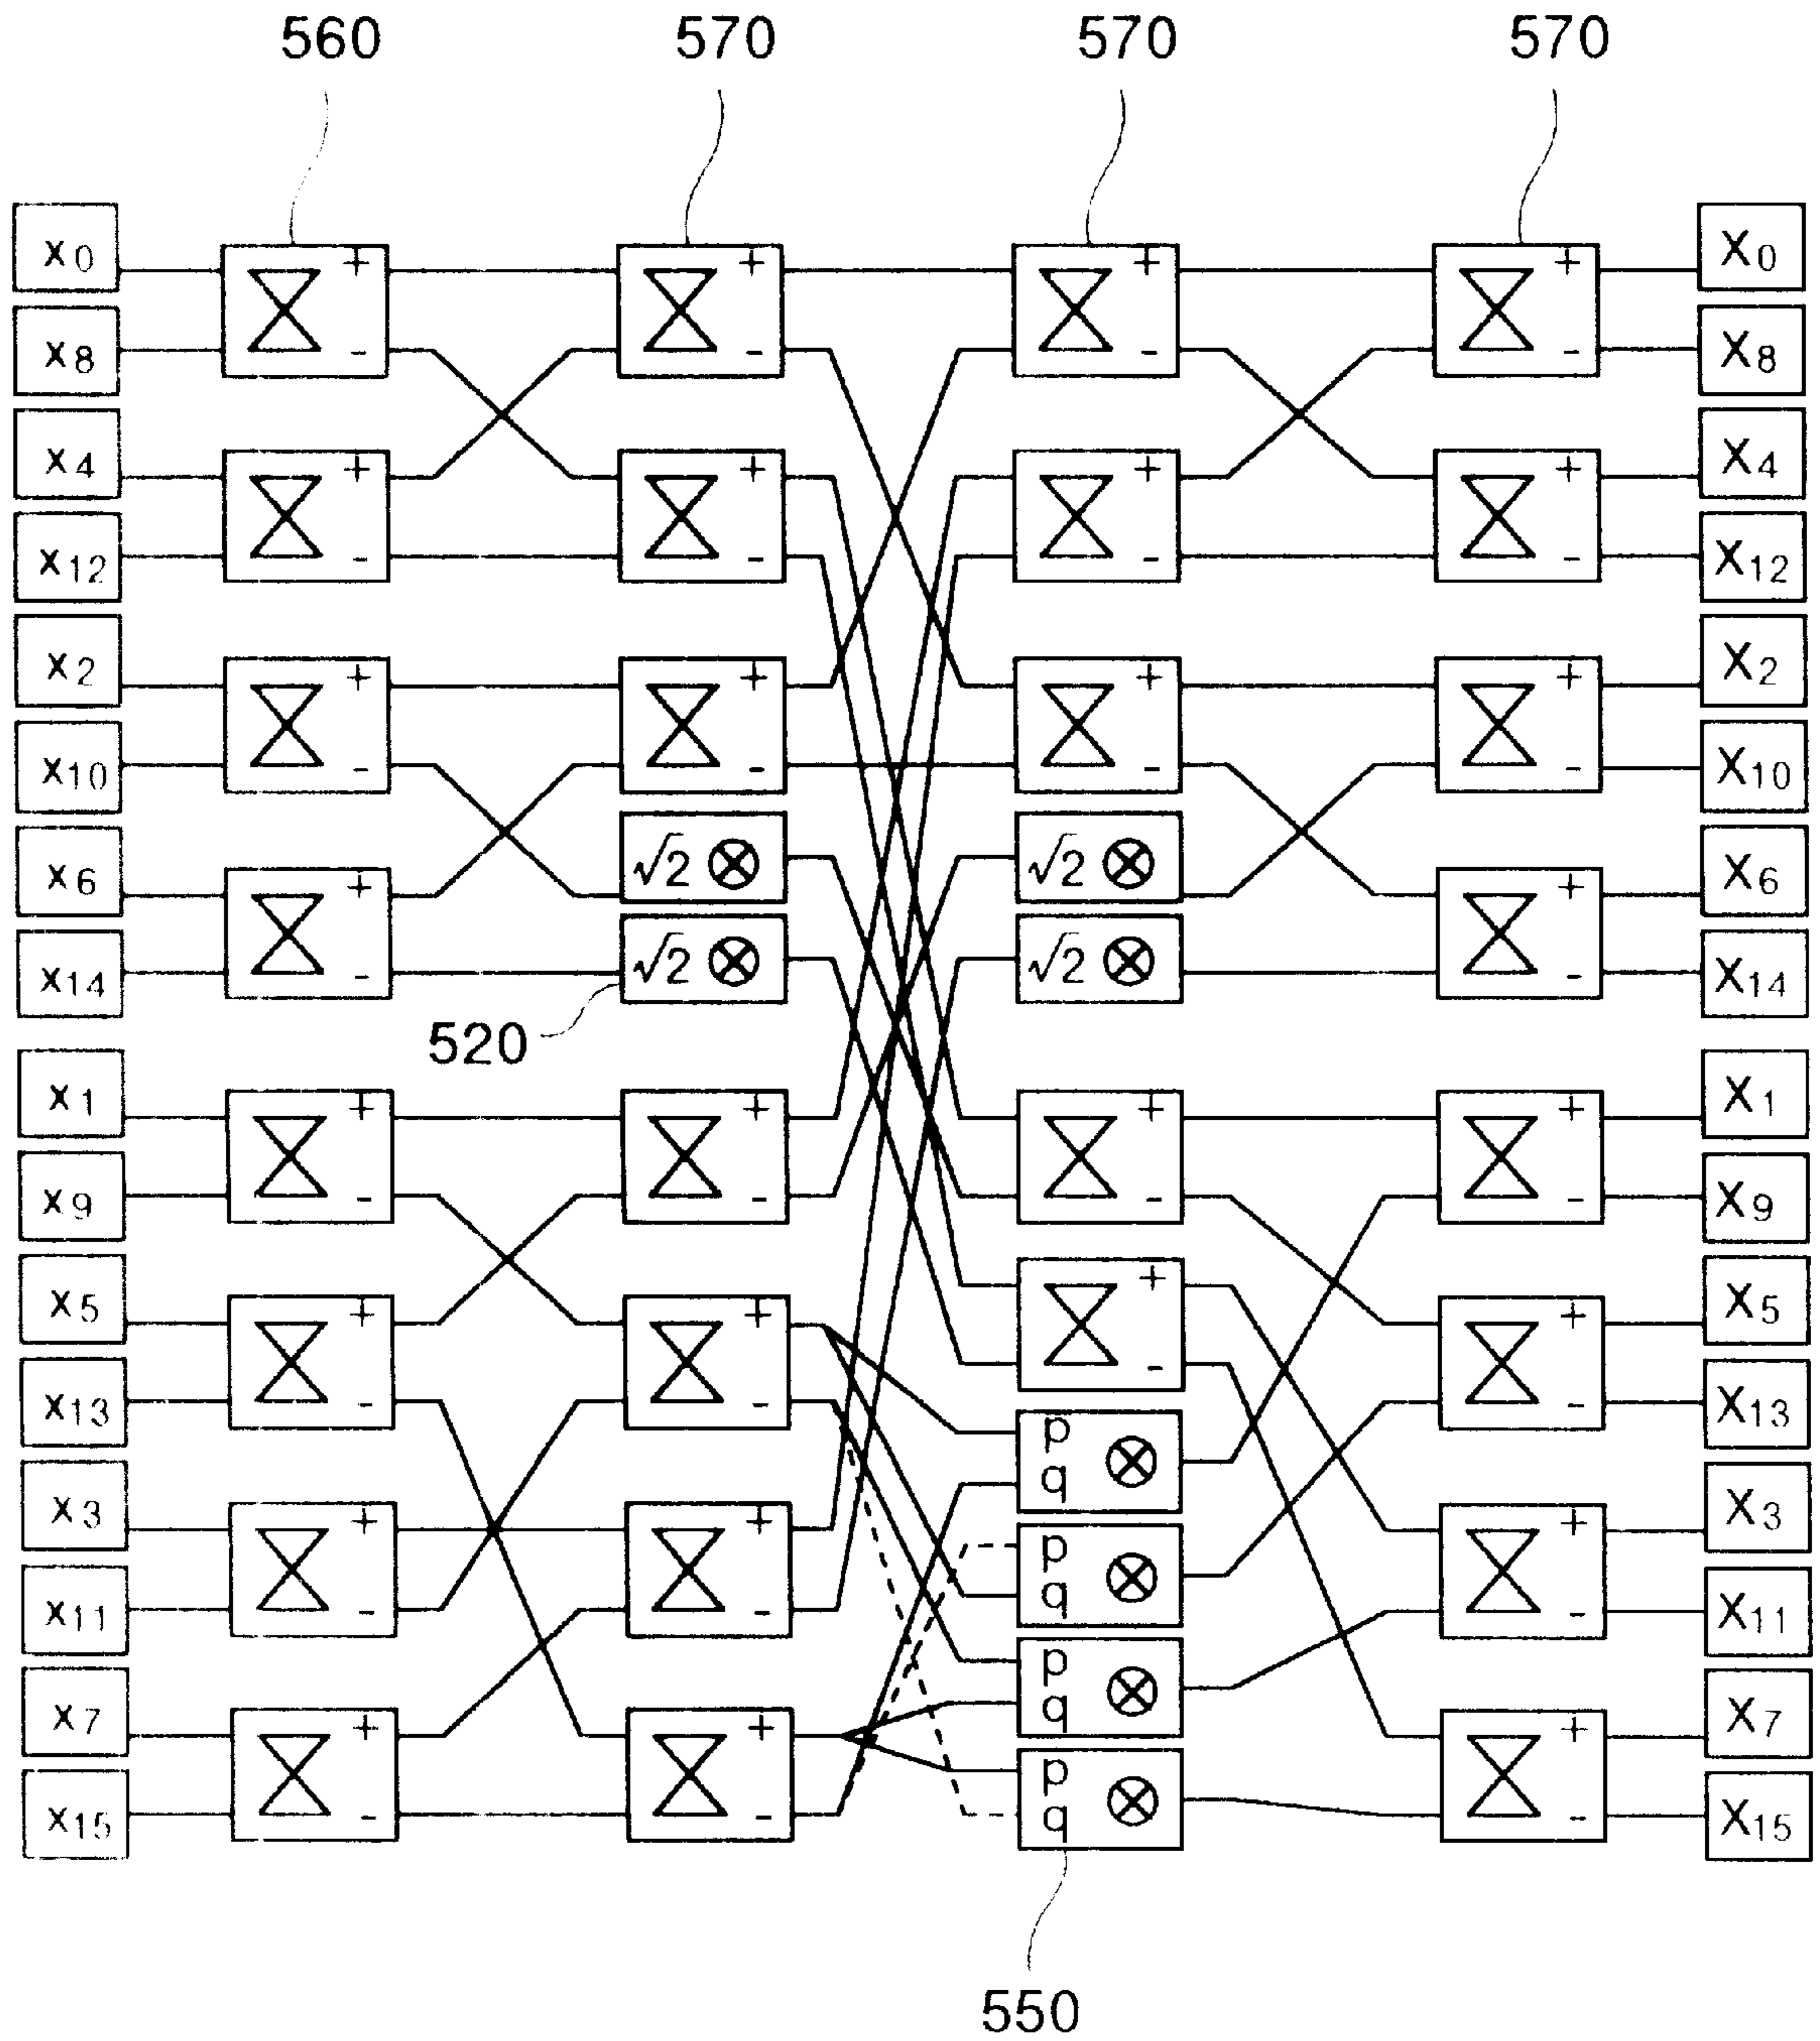 560 570 570 570
x0 + - + - + - + - X0
x8 X8
x4 + - + - + - + - X4
x12 X12
x2 + - + - + - + - X2
x10 X10
x6 + - √2 √2 + - X6
x14 √2 √2 X14
520
x1 + - + - + - + - X1
x9 X9
x5 + - + - + - + - X5
x13 p q X13
x3 + - + - p q + - X3
x11 p q X11
x7 + - + - p q + - X7
x15 X15
550